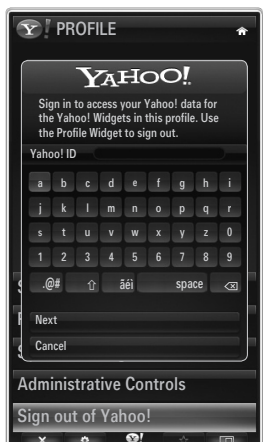 Y! PROFILE
YAHOO!
Sign in to access your Yahoo! data for
the Yahoo! Widgets in this profile. Use
the Profile Widget to sign out.
Yahoo! ID
a b c d e f g h i
j k l m n o p q r
s t u v w x y z 0
1 2 3 4 5 6 7 8 9
.@# ⇧ ãéi space ⌫
Next
Cancel
Administrative Controls
Sign out of Yahoo!
Y!